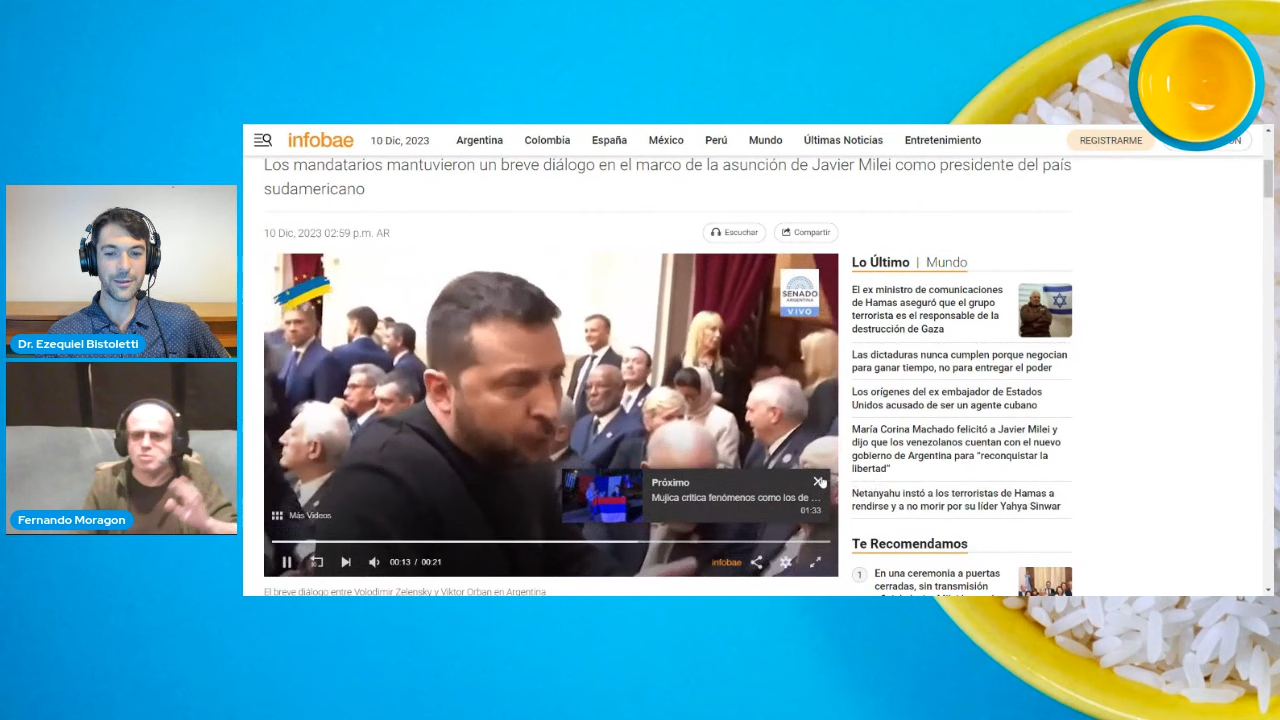 infobae
10 Dic, 2023
Argentina
Colombia
España
México
Perú
Mundo
Últimas Noticias
Entretenimiento
REGISTRARME
Los mandatarios mantuvieron un breve diálogo en el marco de la asunción de Javier Milei como presidente del país
sudamericano
10 Dic, 2023 02:59 p.m. AR
Escuchar
Compartir
SENADO
ARGENTINA
VIVO
Próximo
Mujica critica fenómenos como los de ...
01:33
Más Videos
00:13 / 00:21
infobae
El breve diálogo entre Volodimir Zelensky y Viktor Orban en Argentina
Lo Último | Mundo
El ex ministro de comunicaciones
de Hamas aseguró que el grupo
terrorista es el responsable de la
destrucción de Gaza
Las dictaduras nunca cumplen porque negocian
para ganar tiempo, no para entregar el poder
Los orígenes del ex embajador de Estados
Unidos acusado de ser un agente cubano
María Corina Machado felicitó a Javier Milei y
dijo que los venezolanos cuentan con el nuevo
gobierno de Argentina para "reconquistar la
libertad"
Netanyahu instó a los terroristas de Hamas a
rendirse y a no morir por su líder Yahya Sinwar
Te Recomendamos
1
En una ceremonia a puertas
cerradas, sin transmisión
Dr. Ezequiel Bistoletti
Fernando Moragon